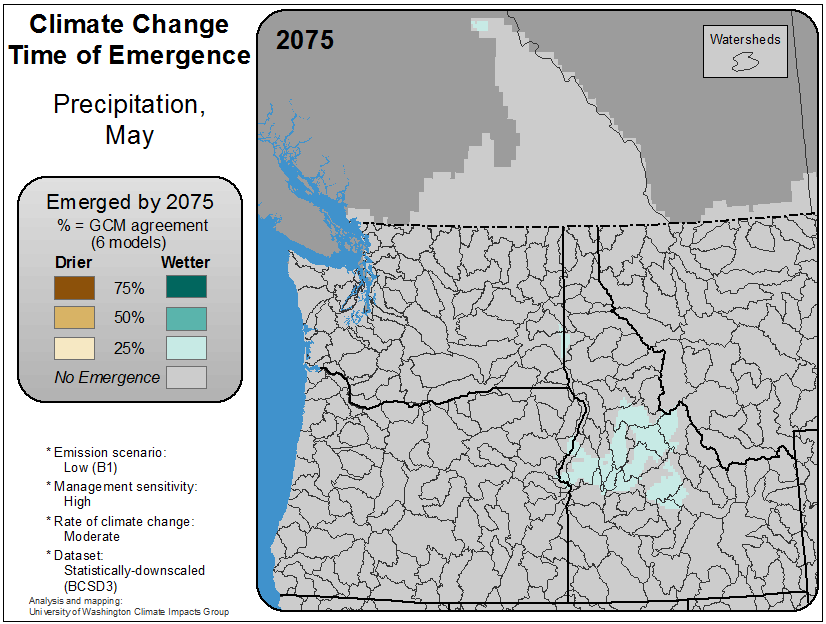 Climate Change
Time of Emergence
Precipitation,
May
Emerged by 2075
% = GCM agreement
(6 models)
Drier Wetter
75%
50%
25%
No Emergence
* Emission scenario:
Low (B1)
* Management sensitivity:
High
* Rate of climate change:
Moderate
* Dataset:
Statistically-downscaled
(BCSD3)
Analysis and mapping:
University of Washington Climate Impacts Group
2075
Watersheds